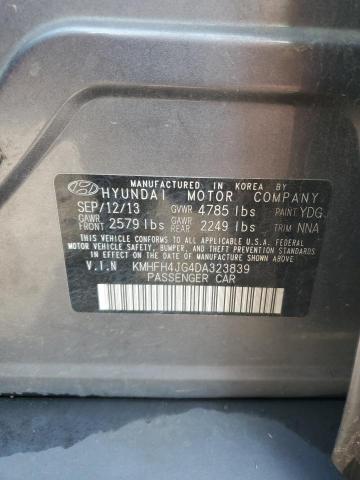 MANUFACTURED IN KOREA BY
HYUNDAI MOTOR COMPANY
SEP/12/13 GVWR 4785 lbs PAINT YDG
GAWR FRONT 2579 lbs GAWR REAR 2249 lbs TRIM NNA
THIS VEHICLE CONFORMS TO ALL APPLICABLE U.S.A. FEDERAL
MOTOR VEHICLE SAFETY, BUMPER, AND THEFT PREVENTION
STANDARDS IN EFFECT ON THE DATE OF MANUFACTURE SHOWN ABOVE.
V.I.N KMHFH4JG4DA323839
PASSENGER CAR